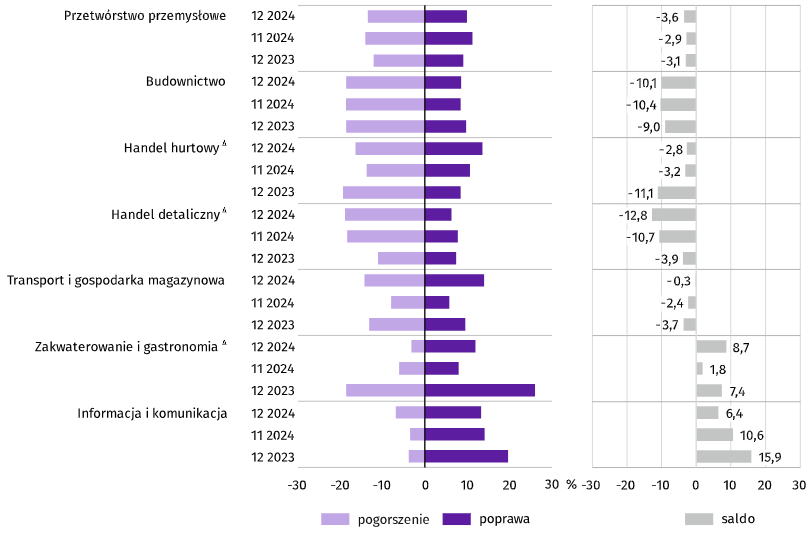 Przetwórstwo przemysłowe 12 2024 -3,6
11 2024 -2,9
12 2023 -3,1
Budownictwo 12 2024 -10,1
11 2024 -10,4
12 2023 -9,0
Handel hurtowy ⁴ 12 2024 -2,8
11 2024 -3,2
12 2023 -11,1
Handel detaliczny ⁴ 12 2024 -12,8
11 2024 -10,7
12 2023 -3,9
Transport i gospodarka magazynowa 12 2024 -0,3
11 2024 -2,4
12 2023 -3,7
Zakwaterowanie i gastronomia ⁴ 12 2024 8,7
11 2024 1,8
12 2023 7,4
Informacja i komunikacja 12 2024 6,4
11 2024 10,6
12 2023 15,9
-30 -20 -10 0 10 20 30 % -30 -20 -10 0 10 20 30
pogorszenie poprawa saldo